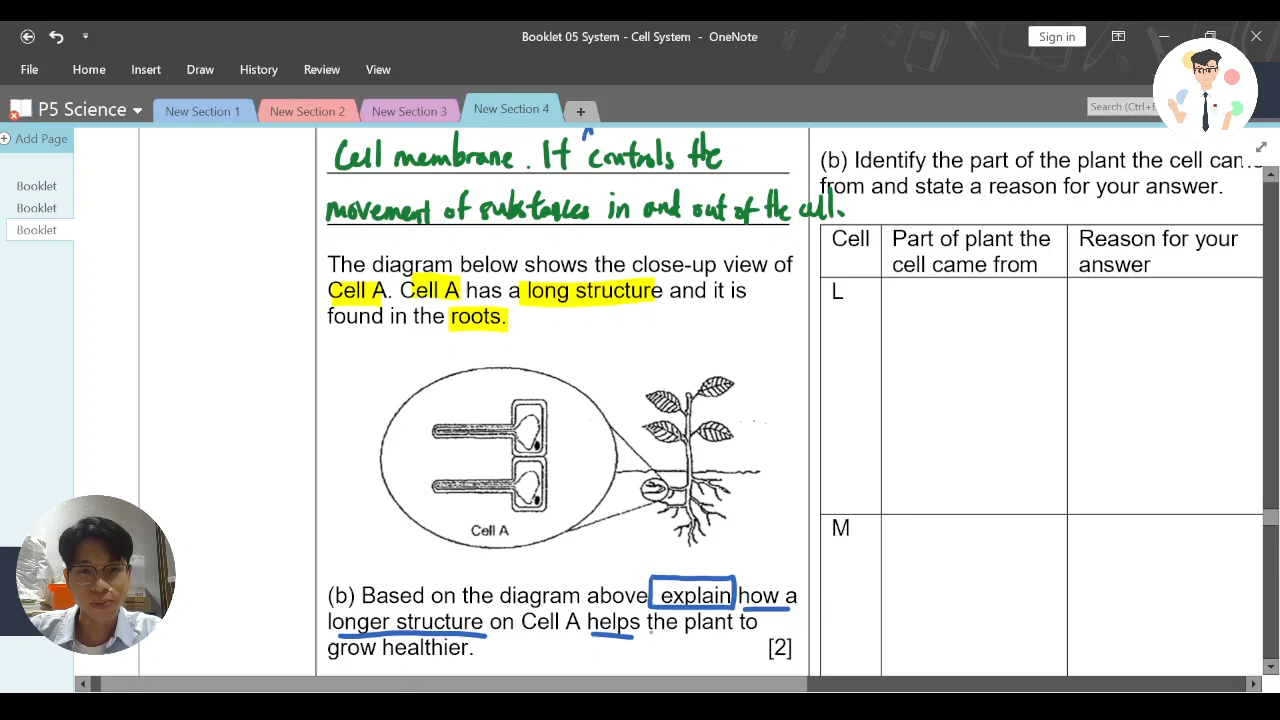 Booklet 05 System - Cell System - OneNote
Sign in
File Home Insert Draw History Review View
P5 Science
New Section 1
New Section 2
New Section 3
New Section 4
Search (Ctrl+E
Add Page
Booklet
Booklet
Booklet
Cell membrane. It controls the
movement of substances in and out of the cell.
The diagram below shows the close-up view of
Cell A. Cell A has a long structure and it is
found in the roots.
Cell A
(b) Based on the diagram above, explain how a
longer structure on Cell A helps the plant to
grow healthier. [2]
(b) Identify the part of the plant the cell came
from and state a reason for your answer.
Cell
Part of plant the
cell came from
Reason for your
answer
L
M